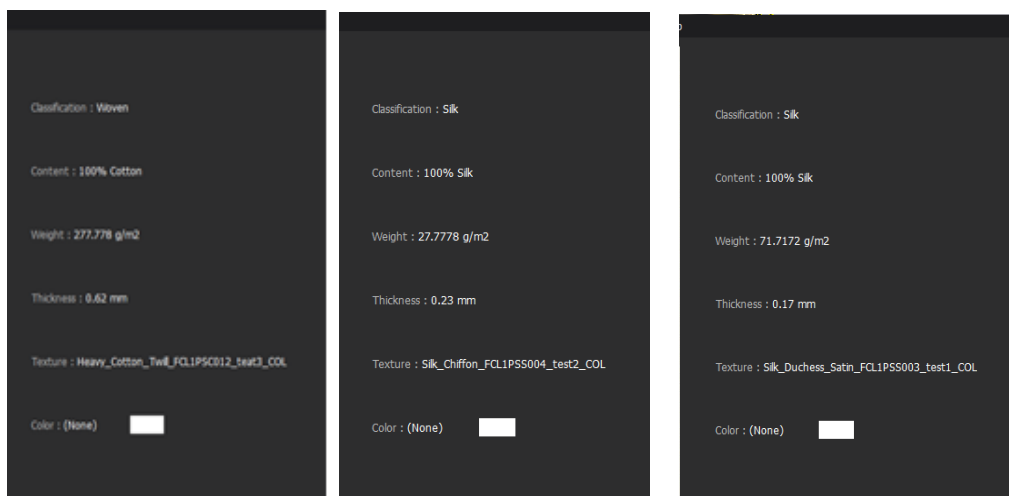 Classification : Woven
Content : 100% Cotton
Weight : 277.778 g/m2
Thickness : 0.62 mm
Texture : Heavy_Cotton_Twill_FCL1PSC012_teat3_COL
Color : (None)
Classification : Silk
Content : 100% Silk
Weight : 27.7778 g/m2
Thickness : 0.23 mm
Texture : Silk_Chiffon_FCL1PSS004_test2_COL
Color : (None)
Classification : Silk
Content : 100% Silk
Weight : 71.7172 g/m2
Thickness : 0.17 mm
Texture : Silk_Duchess_Satin_FCL1PSS003_test1_COL
Color : (None)